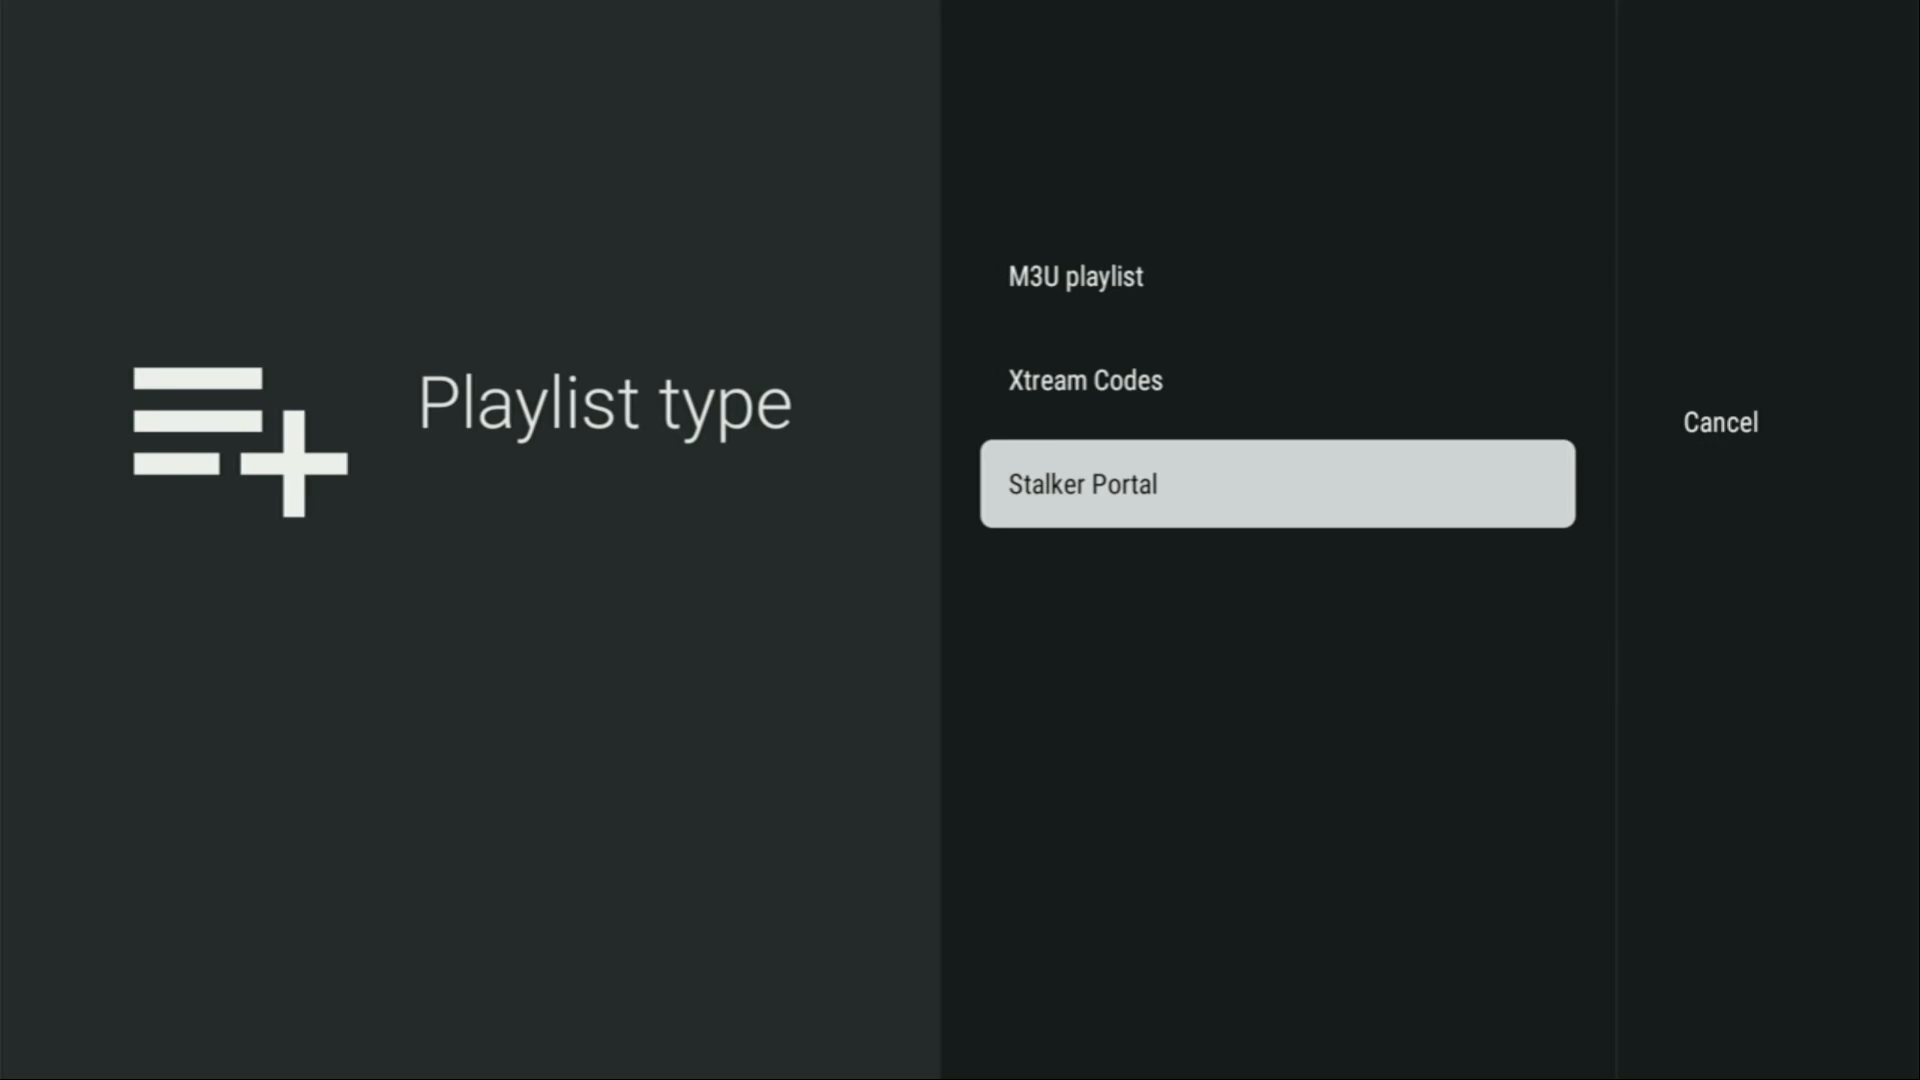 Playlist type
M3U playlist
Xtream Codes
Stalker Portal
Cancel